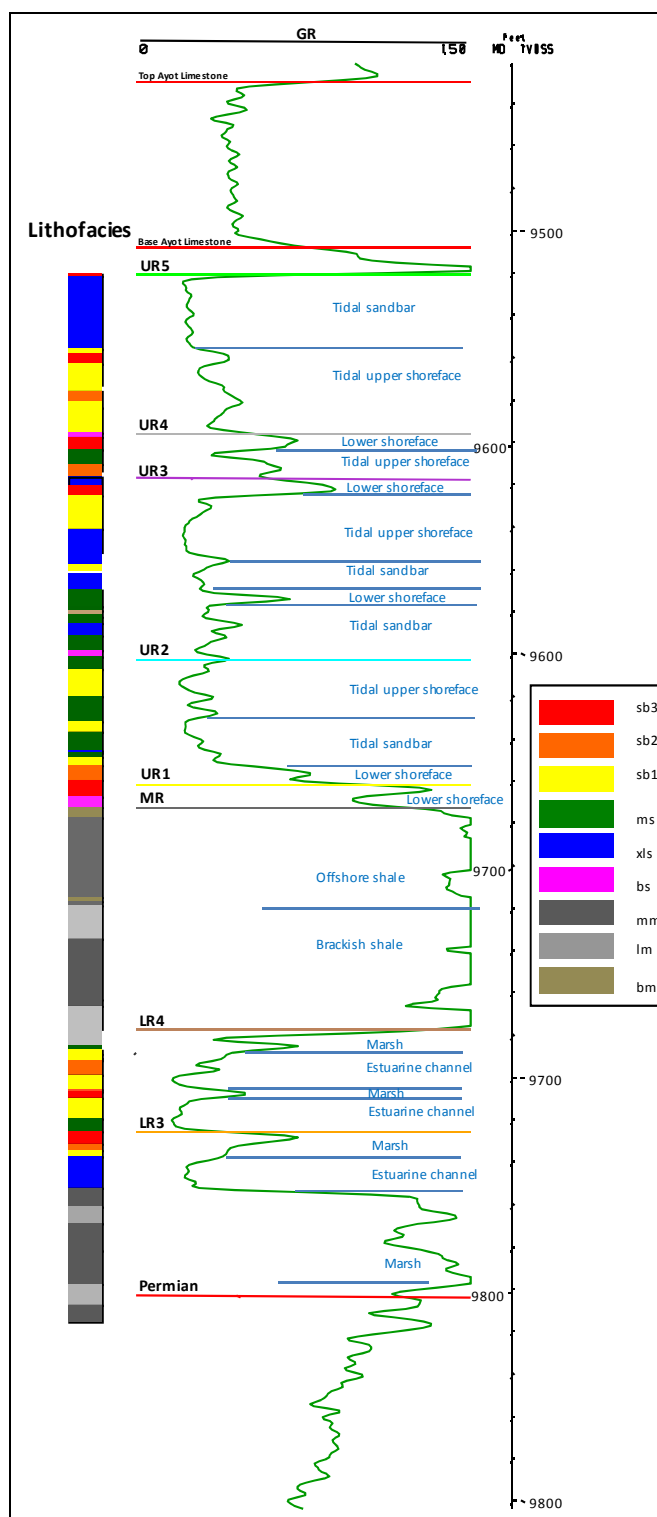 GR
Feet
0
150 MD TVDSS
Top Ayot Limestone
9500
Lithofacies
Base Ayot Limestone
UR5
Tidal sandbar
Tidal upper shoreface
UR4
Lower shoreface
9600
Tidal upper shoreface
UR3
Lower shoreface
Tidal upper shoreface
Tidal sandbar
Lower shoreface
Tidal sandbar
UR2
9600
Tidal upper shoreface
sb3
sb2
Tidal sandbar
Lower shoreface
sb1
UR1
MR
Lower shoreface
ms
xls
9700
Offshore shale
bs
mm
Brackish shale
lm
bm
LR4
Marsh
Estuarine channel
9700
Marsh
Estuarine channel
LR3
Marsh
Estuarine channel
Marsh
Permian
9800
9800